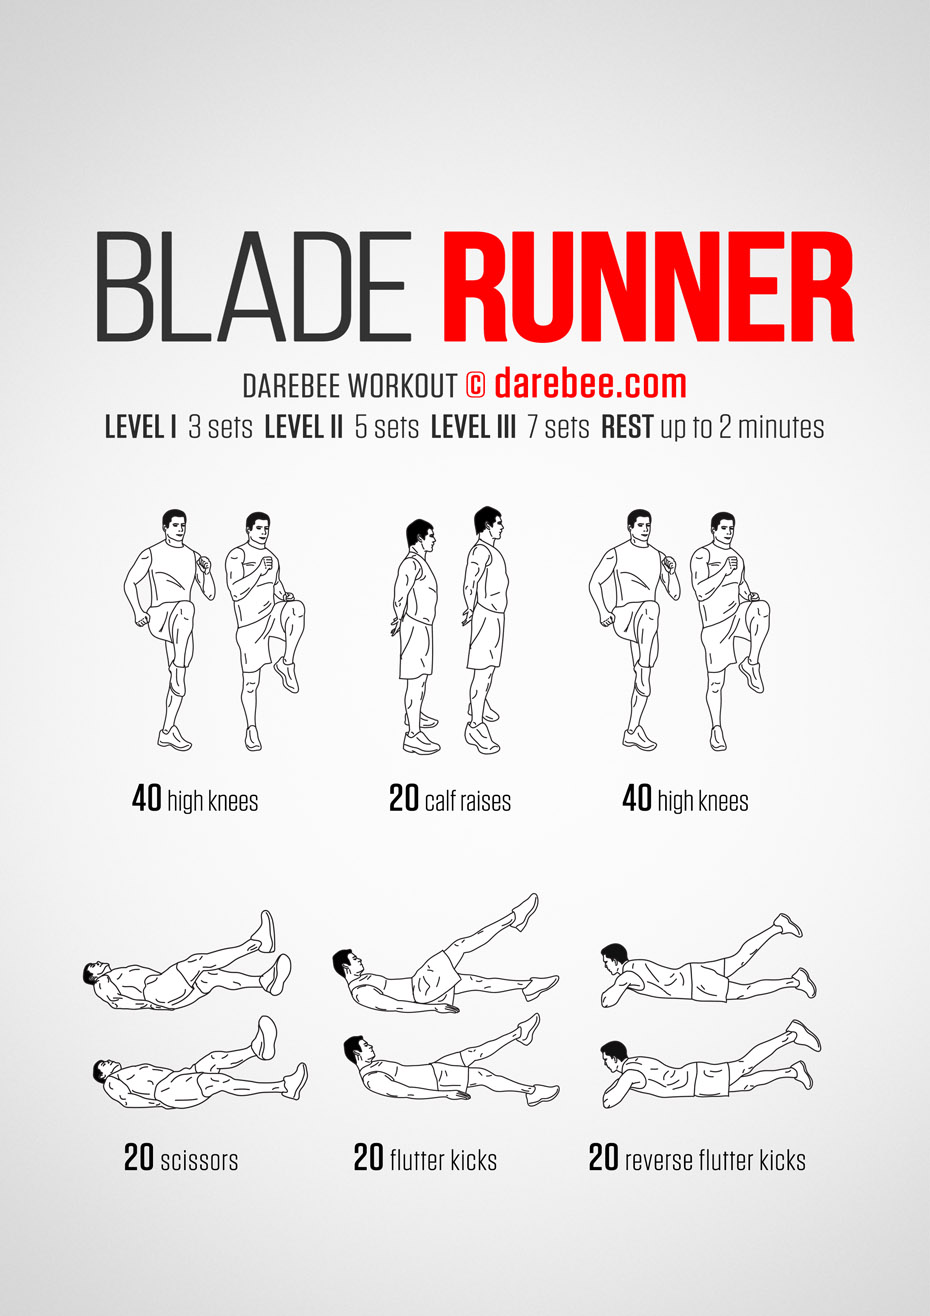 BLADE RUNNER
DAREBEE WORKOUT © darebee.com
LEVEL I 3 sets LEVEL II 5 sets LEVEL III 7 sets REST up to 2 minutes
40 high knees
20 calf raises
40 high knees
20 scissors
20 flutter kicks
20 reverse flutter kicks